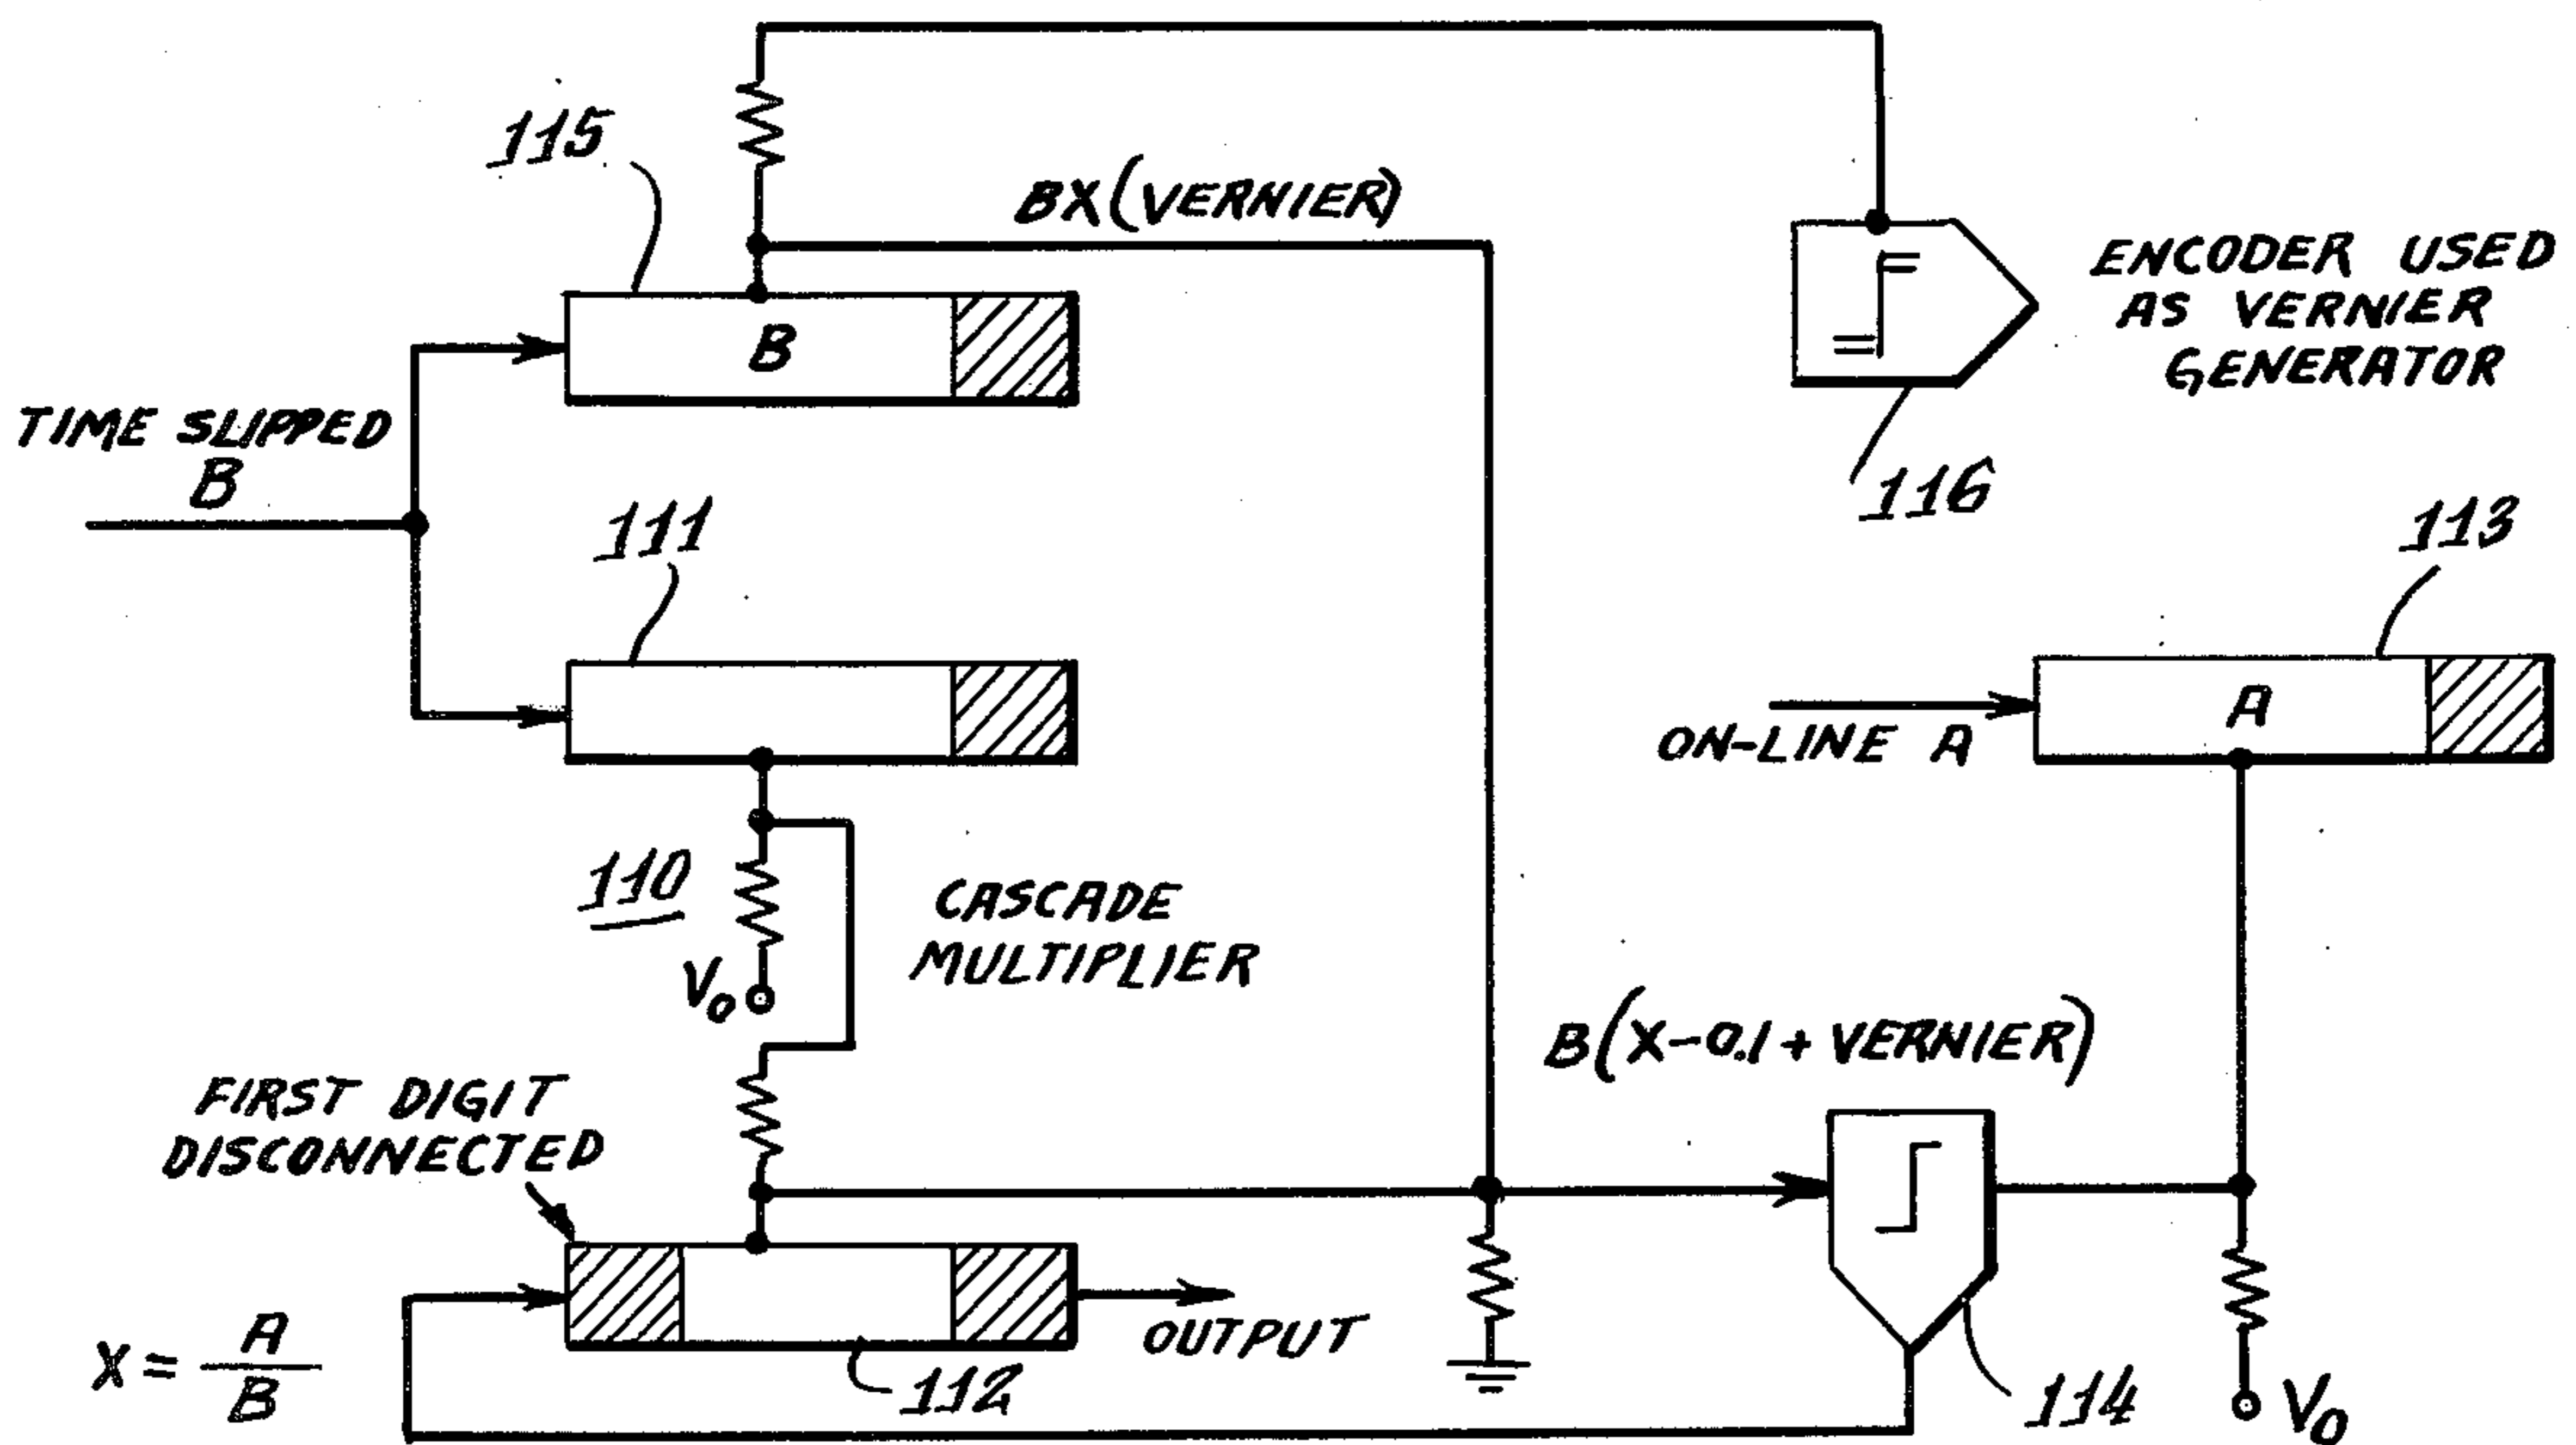 115
BX (VERNIER)
B
ENCODER USED
AS VERNIER
GENERATOR
116
TIME SLIPPED
B
111
113
ON-LINE A
A
110
CASCADE
MULTIPLIER
V₀
B(X-0.1 + VERNIER)
FIRST DIGIT
DISCONNECTED
X = A/B
OUTPUT
112
114
V₀